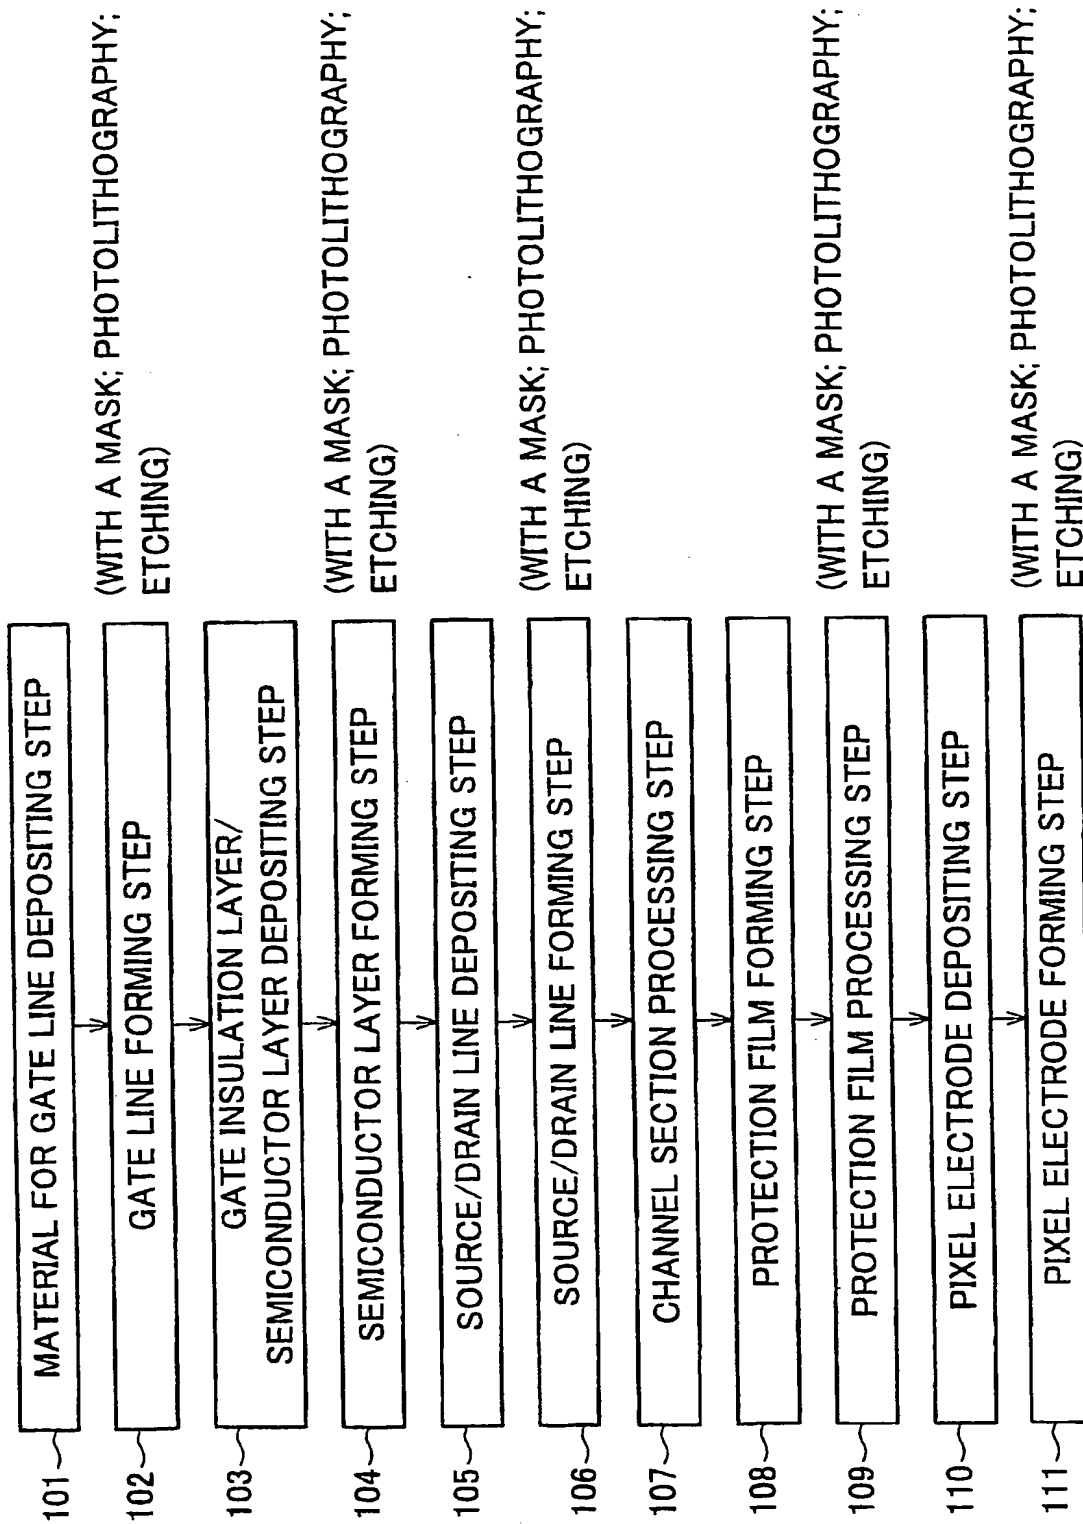 101
MATERIAL FOR GATE LINE DEPOSITING STEP
102
GATE LINE FORMING STEP
(WITH A MASK; PHOTOLITHOGRAPHY;
ETCHING)
103
GATE INSULATION LAYER/
SEMICONDUCTOR LAYER DEPOSITING STEP
104
SEMICONDUCTOR LAYER FORMING STEP
(WITH A MASK; PHOTOLITHOGRAPHY;
ETCHING)
105
SOURCE/DRAIN LINE DEPOSITING STEP
106
SOURCE/DRAIN LINE FORMING STEP
(WITH A MASK; PHOTOLITHOGRAPHY;
ETCHING)
107
CHANNEL SECTION PROCESSING STEP
108
PROTECTION FILM FORMING STEP
109
PROTECTION FILM PROCESSING STEP
(WITH A MASK; PHOTOLITHOGRAPHY;
ETCHING)
110
PIXEL ELECTRODE DEPOSITING STEP
111
PIXEL ELECTRODE FORMING STEP
(WITH A MASK; PHOTOLITHOGRAPHY;
ETCHING)